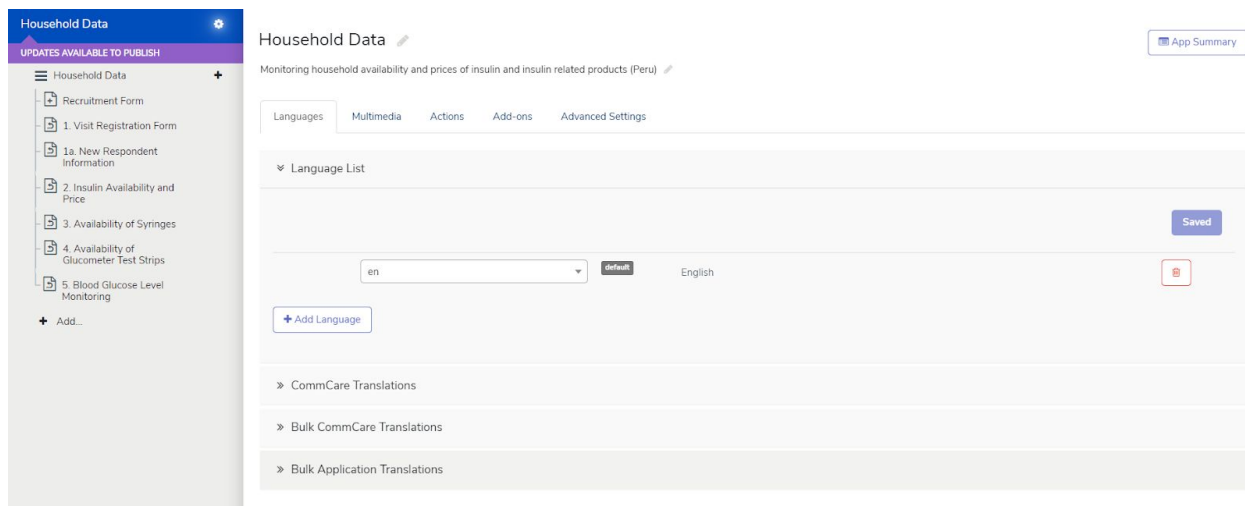 Household Data
UPDATES AVAILABLE TO PUBLISH
Household Data
Recruitment Form
1. Visit Registration Form
1a. New Respondent
Information
2. Insulin Availability and
Price
3. Availability of Syringes
4. Availability of
Glucometer Test Strips
5. Blood Glucose Level
Monitoring
Add...
Household Data
App Summary
Monitoring household availability and prices of insulin and insulin related products (Peru)
Languages Multimedia Actions Add-ons Advanced Settings
Language List
Saved
en default English
Add Language
CommCare Translations
Bulk CommCare Translations
Bulk Application Translations